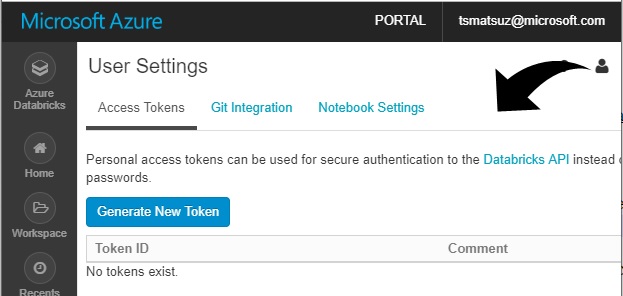 Microsoft Azure PORTAL tsmatsuz@microsoft.com
User Settings
Azure
Databricks
Access Tokens Git Integration Notebook Settings
Home
Personal access tokens can be used for secure authentication to the Databricks API instead
passwords.
Generate New Token
Workspace
Token ID Comment
No tokens exist.
Recents